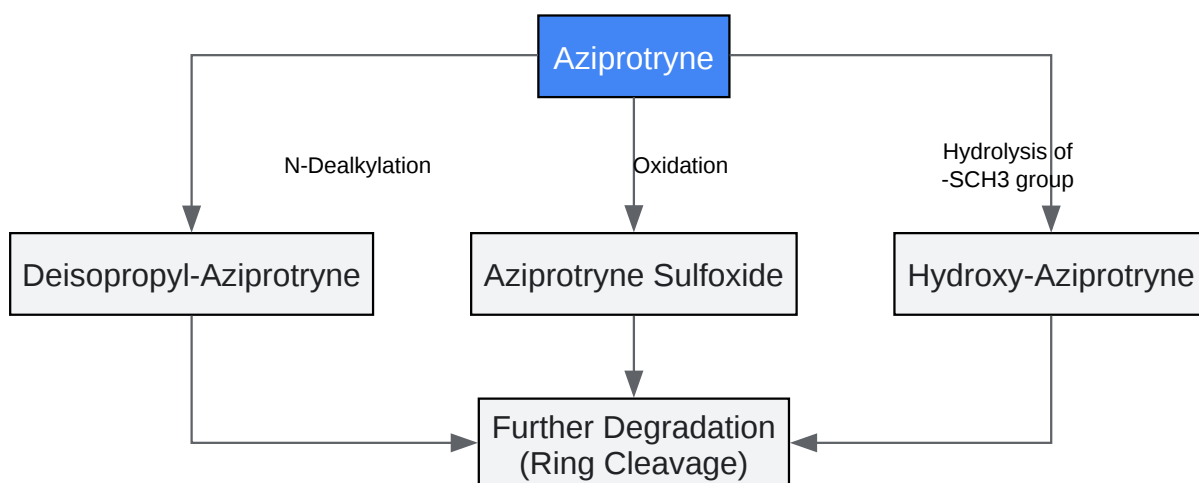 Aziprotryne
N-Dealkylation
Oxidation
Hydrolysis of
-SCH3 group
Deisopropyl-Aziprotryne
Aziprotryne Sulfoxide
Hydroxy-Aziprotryne
Further Degradation
(Ring Cleavage)